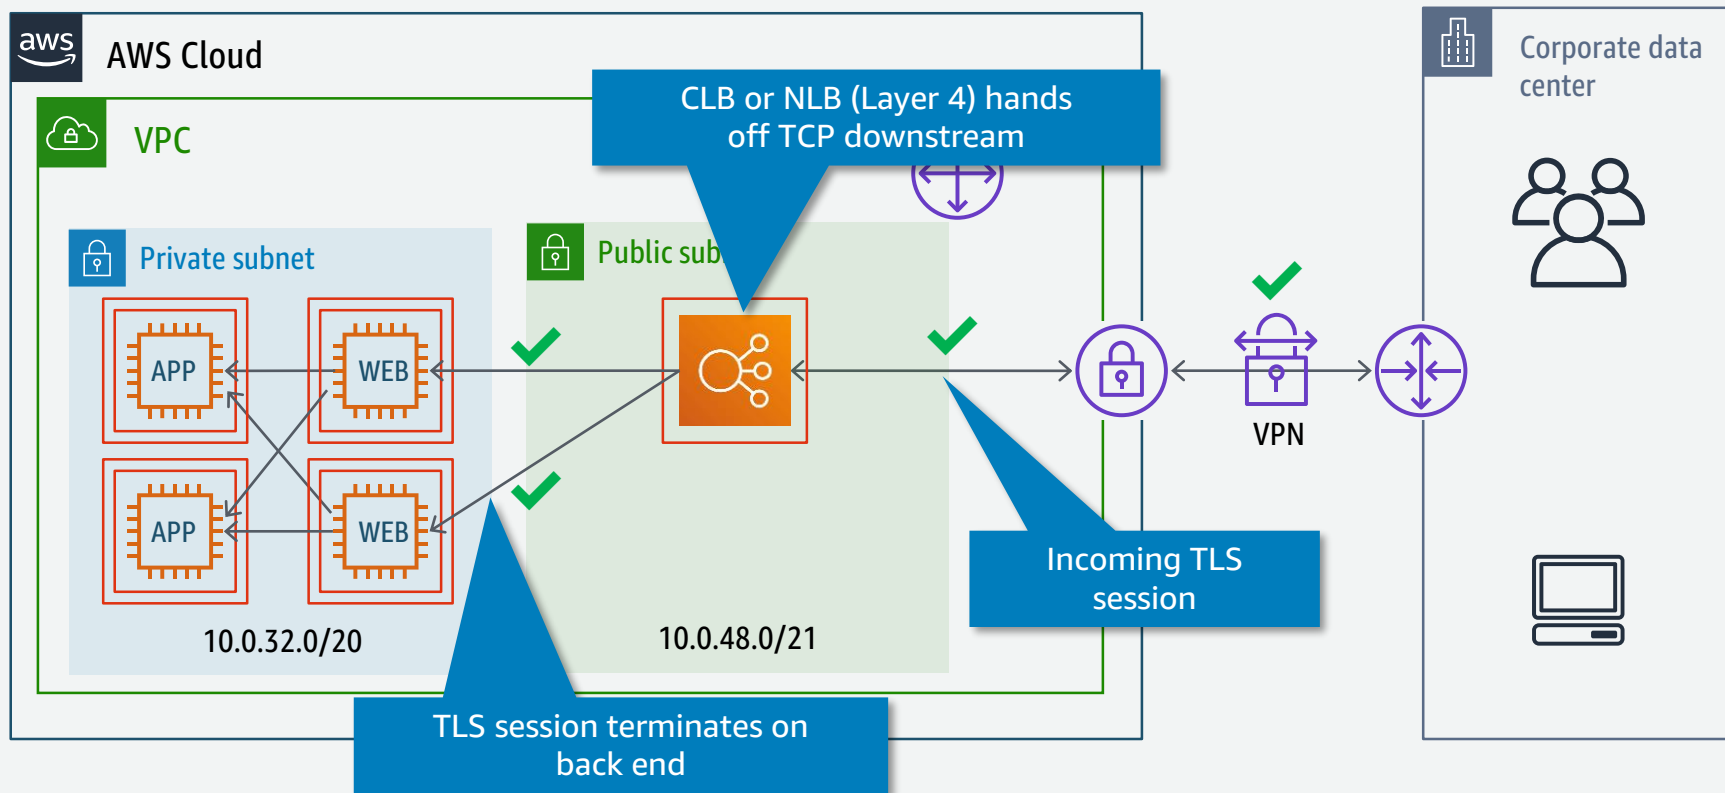 aws
AWS Cloud
Corporate data
center
CLB or NLB (Layer 4) hands
off TCP downstream
VPC
Private subnet
Public sub
APP
WEB
VPN
APP
WEB
Incoming TLS
session
10.0.32.0/20
10.0.48.0/21
TLS session terminates on
back end